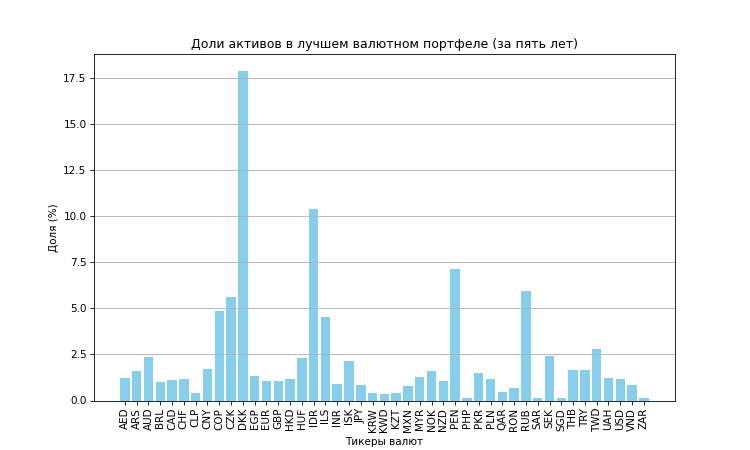 Доли активов в лучшем валютном портфеле (за пять лет)
17.5
15.0
12.5
10.0
7.5
5.0
2.5
0.0
Доля (%)
AED ARS AUD BRL CAD CHF CLP CNY COP CZK DKK EGP EUR GBP HKD HUF IDR ILS INR ISK JPY KRW KWD KZT MXN MYR NOK NZD PEN PHP PKR PLN QAR RON RUB SAR SEK SGD THB TRY TWD UAH USD VND ZAR
Тикеры валют